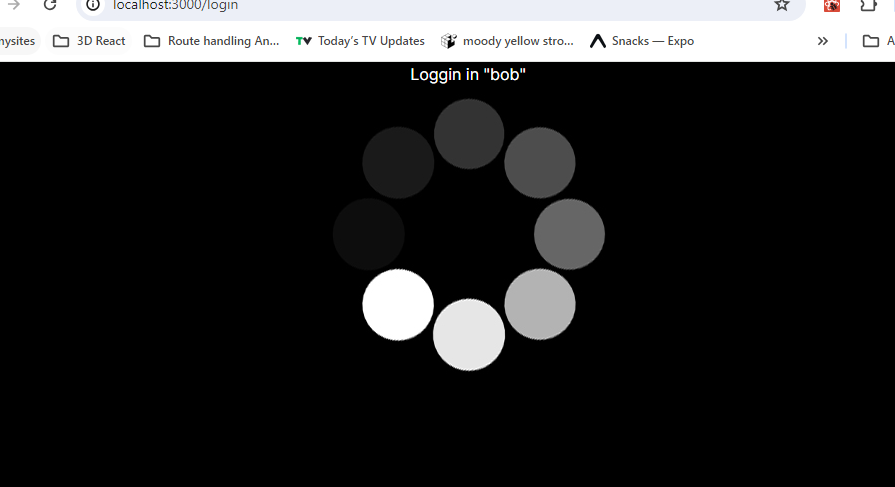 localhost:3000/login
mysites 3D React Route handling An... Today's TV Updates moody yellow stro... Snacks — Expo » A
Loggin in "bob"